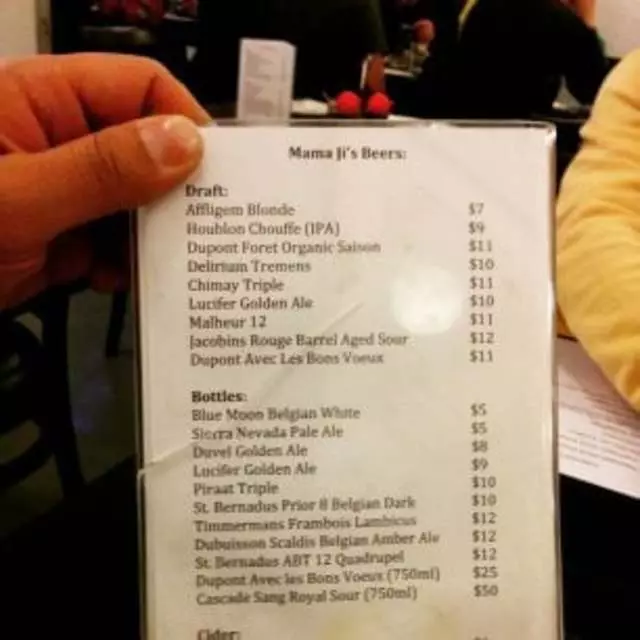 Mama Ji's Beers:
Draft:
Affligem Blonde $7
Houblon Chouffe (IPA) $9
Dupont Foret Organic Saison $11
Delirium Tremens $10
Chimay Triple $11
Lucifer Golden Ale $10
Malheur 12 $11
Jacobins Rouge Barrel Aged Sour $12
Dupont Avec Les Bons Voeux $11
Bottles:
Blue Moon Belgian White $5
Sierra Nevada Pale Ale $5
Duvel Golden Ale $8
Lucifer Golden Ale $9
Piraat Triple $10
St. Bernadus Prior 8 Belgian Dark $10
Timmermans Frambois Lambicus $12
Dubuisson Scaldis Belgian Amber Ale $12
St. Bernadus ABT 12 Quadrupel $12
Dupont Avec les Bons Voeux (750ml) $25
Cascade Sang Royal Sour (750ml) $50
Cider: